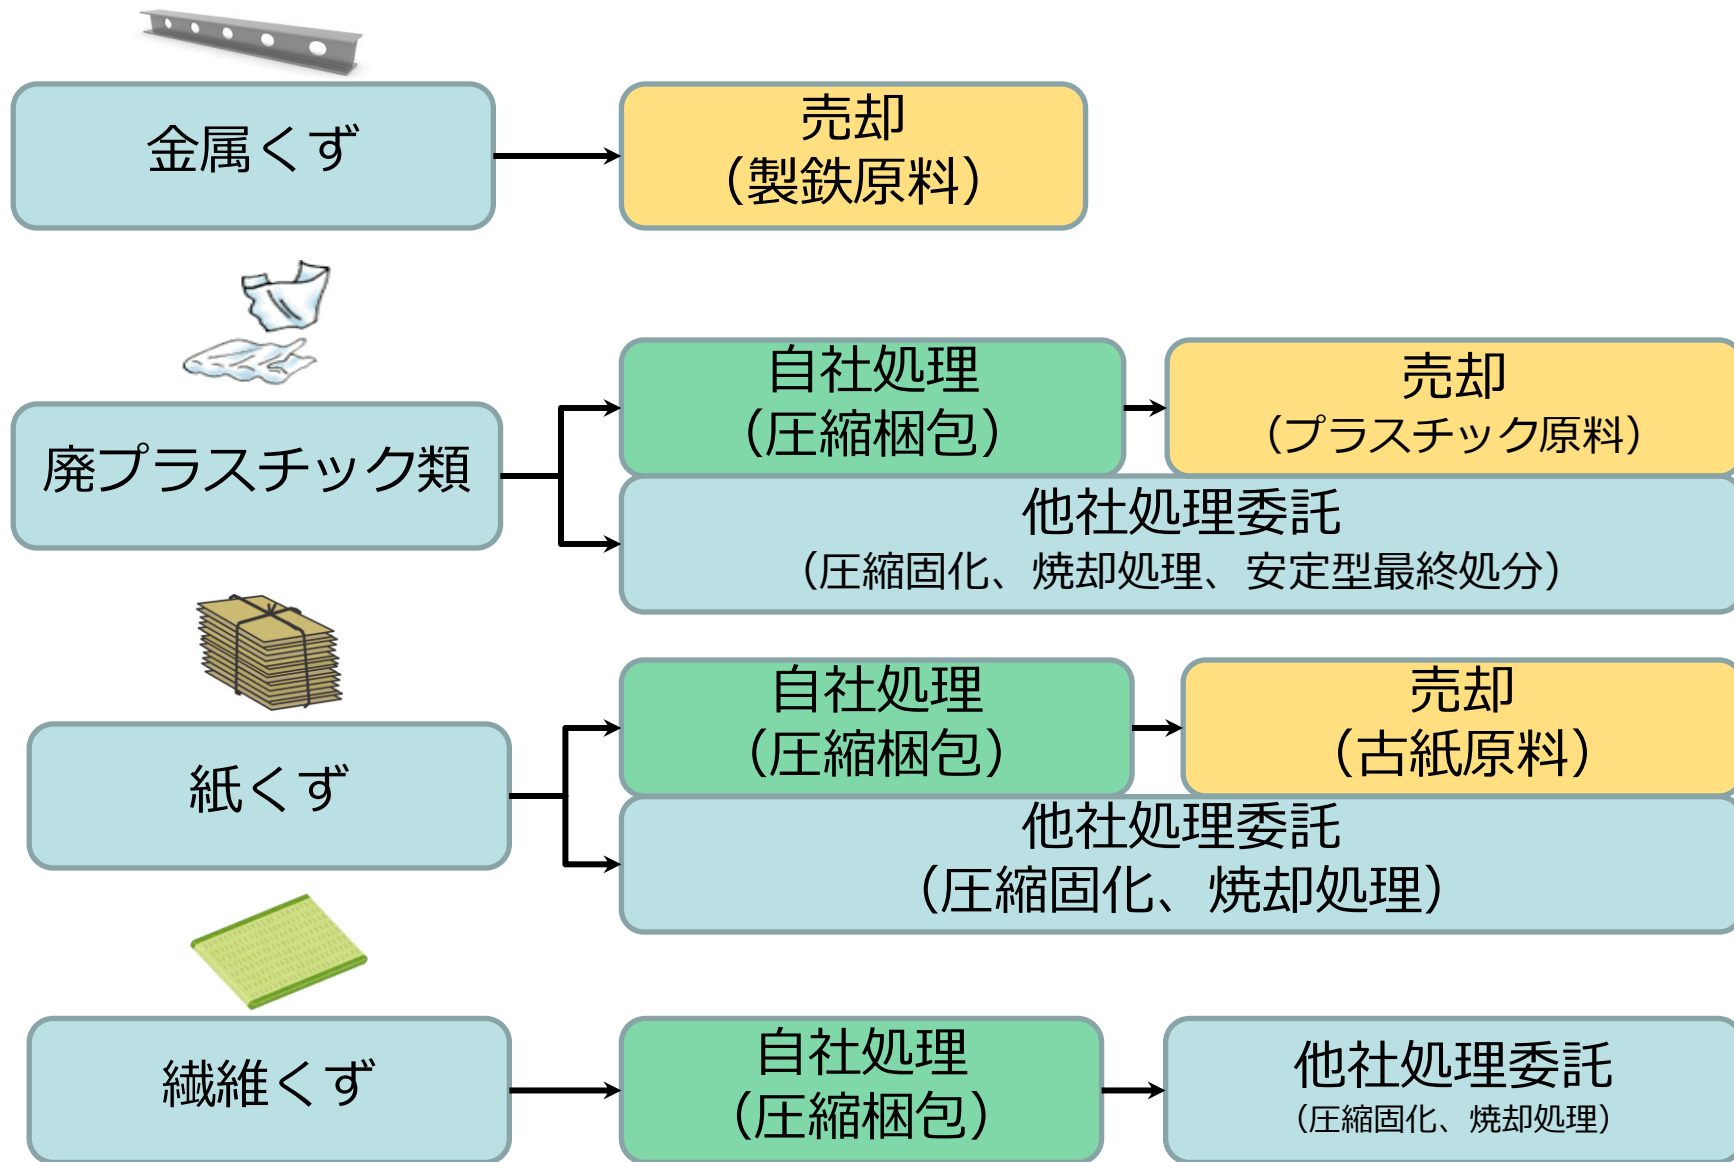 金属くず
売却
（製鉄原料）
廃プラスチック類
自社処理
（圧縮梱包）
売却
（プラスチック原料）
他社処理委託
（圧縮固化、焼却処理、安定型最終処分）
紙くず
自社処理
（圧縮梱包）
売却
（古紙原料）
他社処理委託
（圧縮固化、焼却処理）
繊維くず
自社処理
（圧縮梱包）
他社処理委託
（圧縮固化、焼却処理）